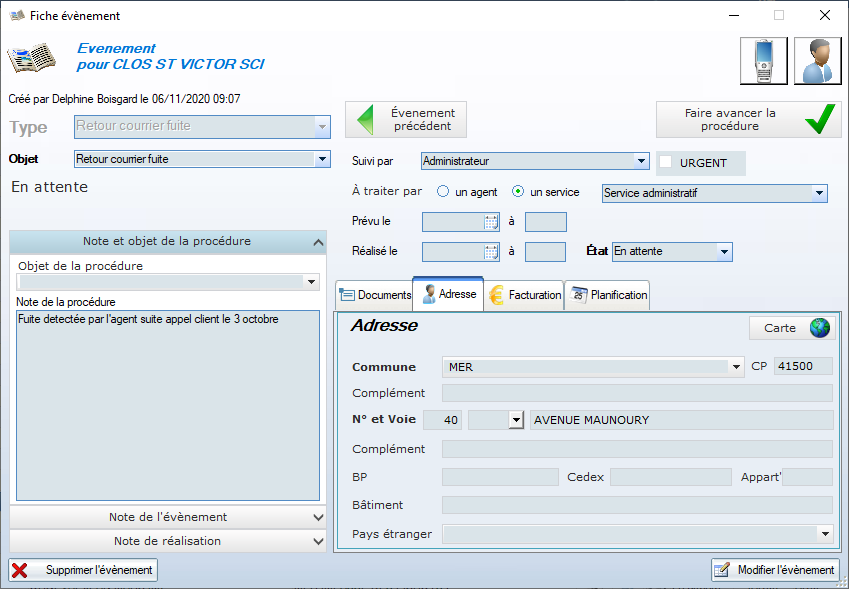 Fiche évènement
Evenement
pour CLOS ST VICTOR SCI
Créé par Delphine Boisgard le 06/11/2020 09:07
Évenement
précédent
Faire avancer la
procédure
Type
Retour courrier fuite
Objet
Retour courrier fuite
Suivi par
Administrateur
URGENT
En attente
À traiter par
un agent
un service
Service administratif
Prévu le
à
Réalisé le
à
État
En attente
Note et objet de la procédure
Objet de la procédure
Note de la procédure
Fuite detectée par l'agent suite appel client le 3 octobre
Note de l'évènement
Note de réalisation
Documents
Adresse
Facturation
25
Planification
Adresse
Carte
Commune
MER
CP
41500
Complément
N° et Voie
40
AVENUE MAUNOURY
Complément
BP
Cedex
Appart'
Bâtiment
Pays étranger
Supprimer l'évènement
Modifier l'évènement